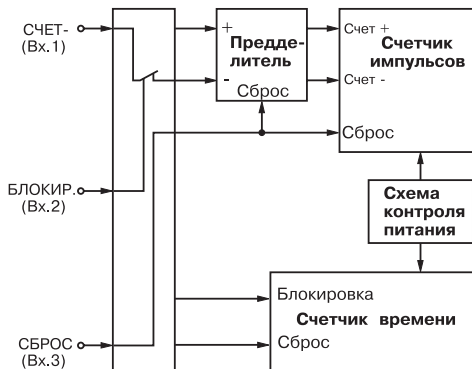 СЧЕТ-
(Вх.1)
+
-
Предде-
литель
Сброс
Счет +
Счет -
Счетчик
импульсов
Сброс
БЛОКИР.
(Вх.2)
Схема
контроля
питания
Блокировка
Счетчик времени
Сброс
СБРОС
(Вх.3)